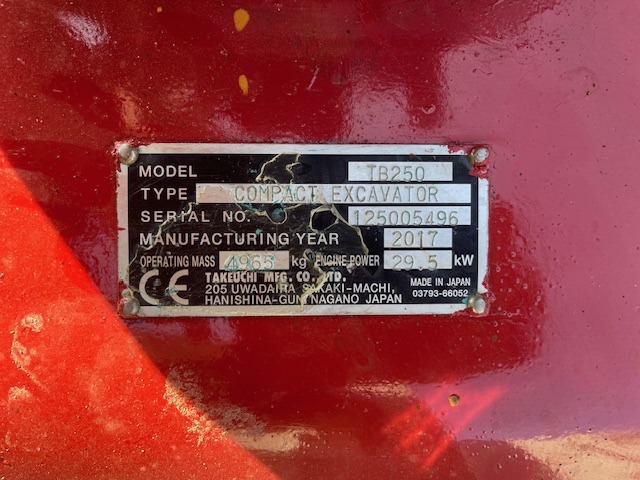 MODEL TB250
TYPE COMPACT EXCAVATOR
SERIAL NO. 125005496
MANUFACTURING YEAR 2017
OPERATING MASS 4965 kg ENGINE POWER 29.5 kW
CE TAKEUCHI MFG. CO., LTD.
205 UWADAIRA SAKAKI-MACHI,
HANISHINA-GUN NAGANO JAPAN
MADE IN JAPAN
03793-66052